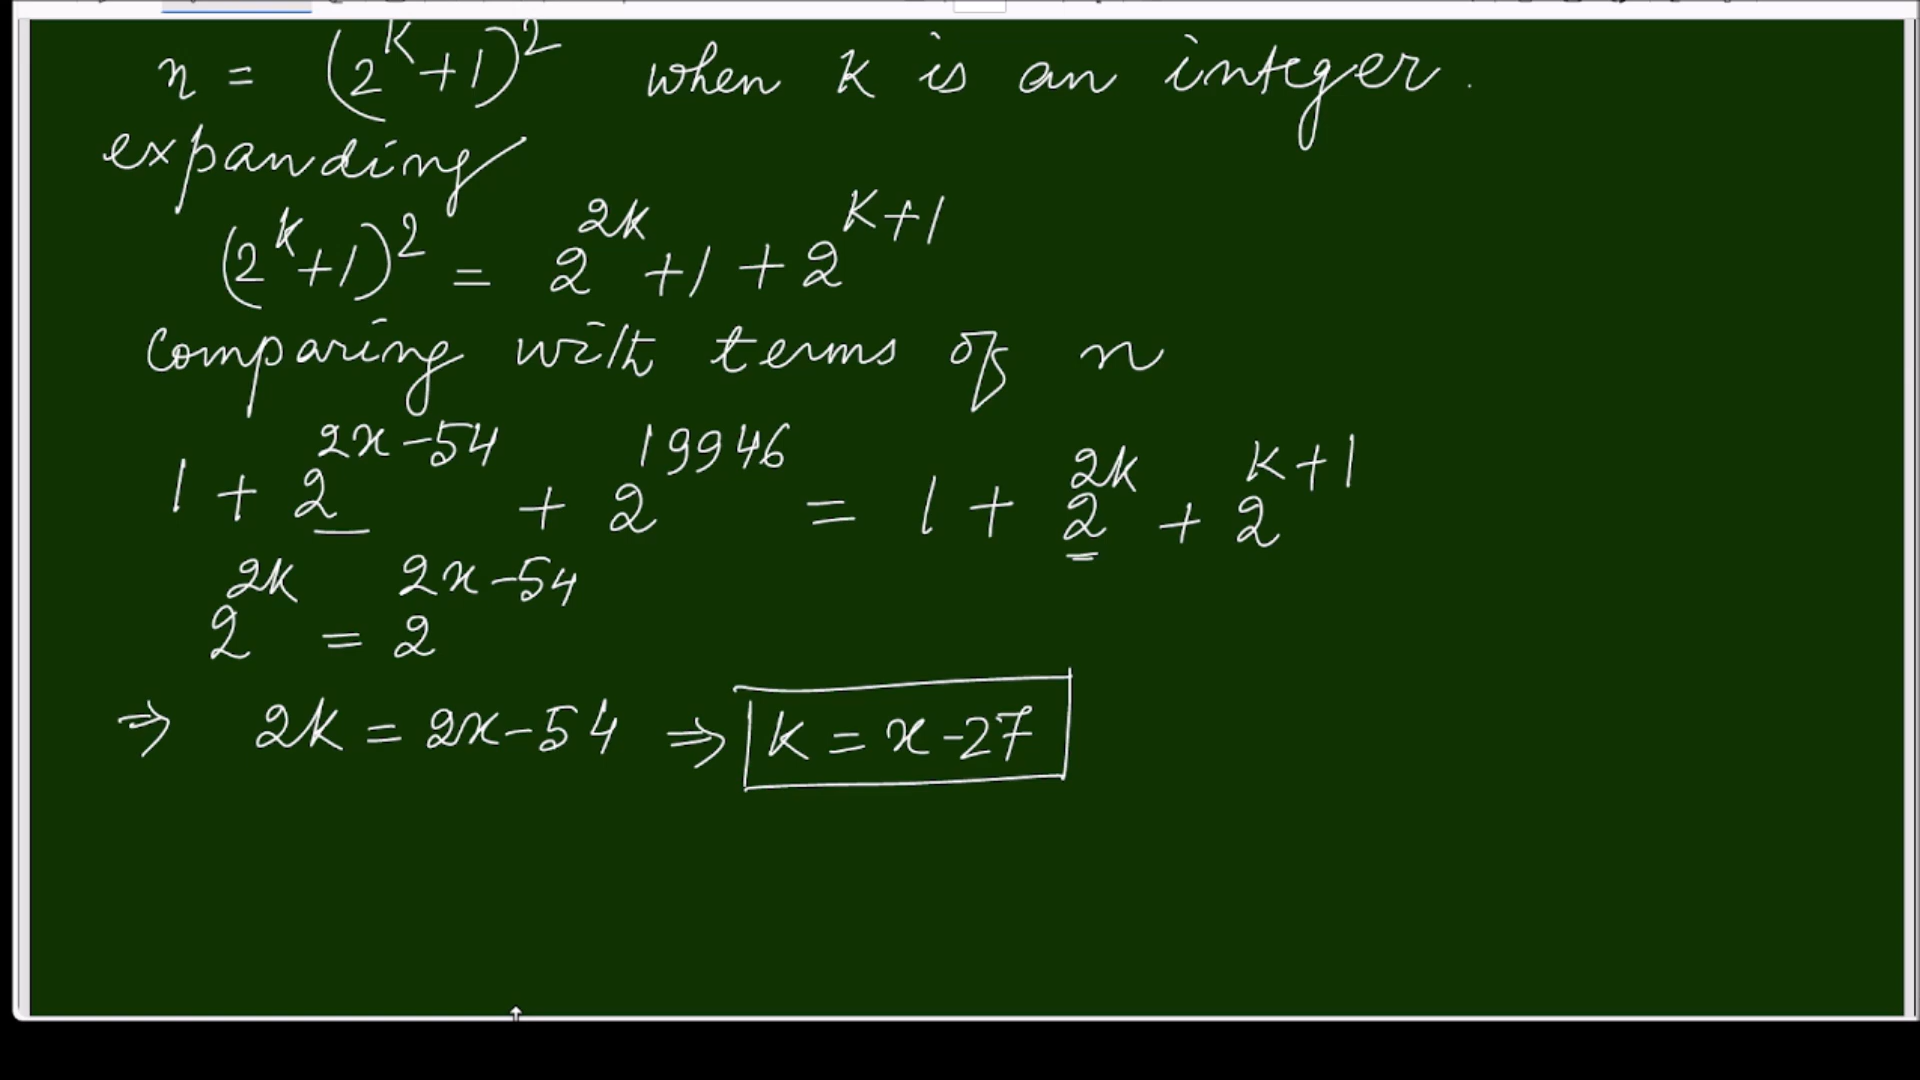 n = (2^k+1)^2 when k is an integer.
expanding
(2^k+1)^2 = 2^{2k} + 1 + 2^{k+1}
Comparing with terms of n
1 + 2^{2x-54} + 2^{19946} = 1 + 2^{2k} + 2^{k+1}
2^{2k} = 2^{2x-54}
⇒ 2k = 2x-54 ⇒ k = x-27